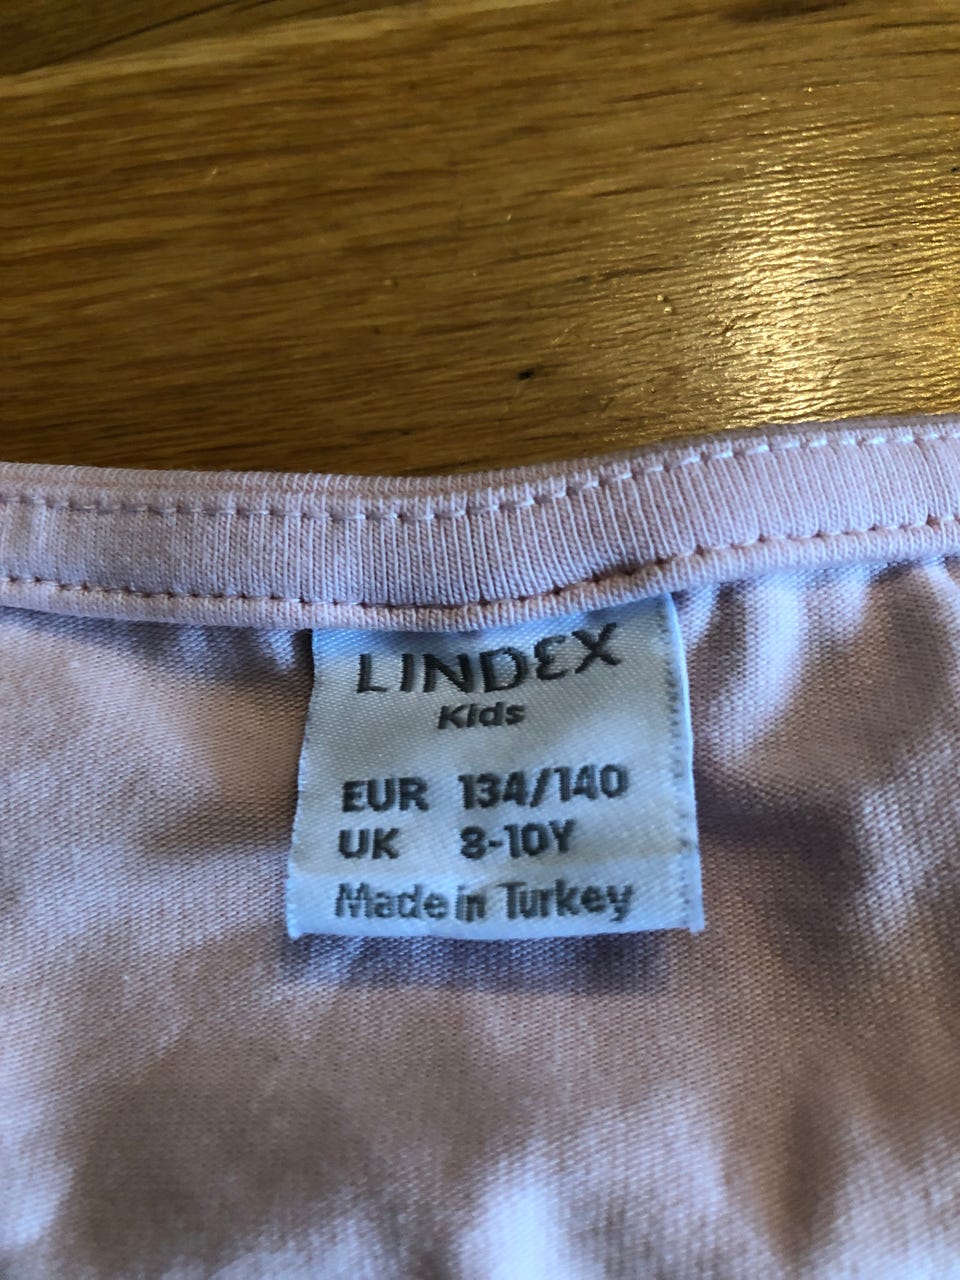 LINDEX
Kids
EUR 134/140
UK 8-10Y
Made in Turkey